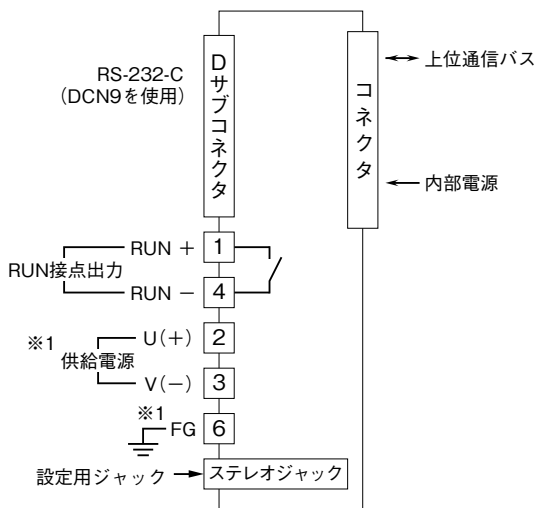 RS-232-C
（DCN9を使用）
Dサブコネクタ
コネクタ
上位通信バス
内部電源
RUN +
1
RUN接点出力
RUN −
4
※1
U(+)
2
供給電源
V(−)
3
※1
FG
6
設定用ジャック
ステレオジャック